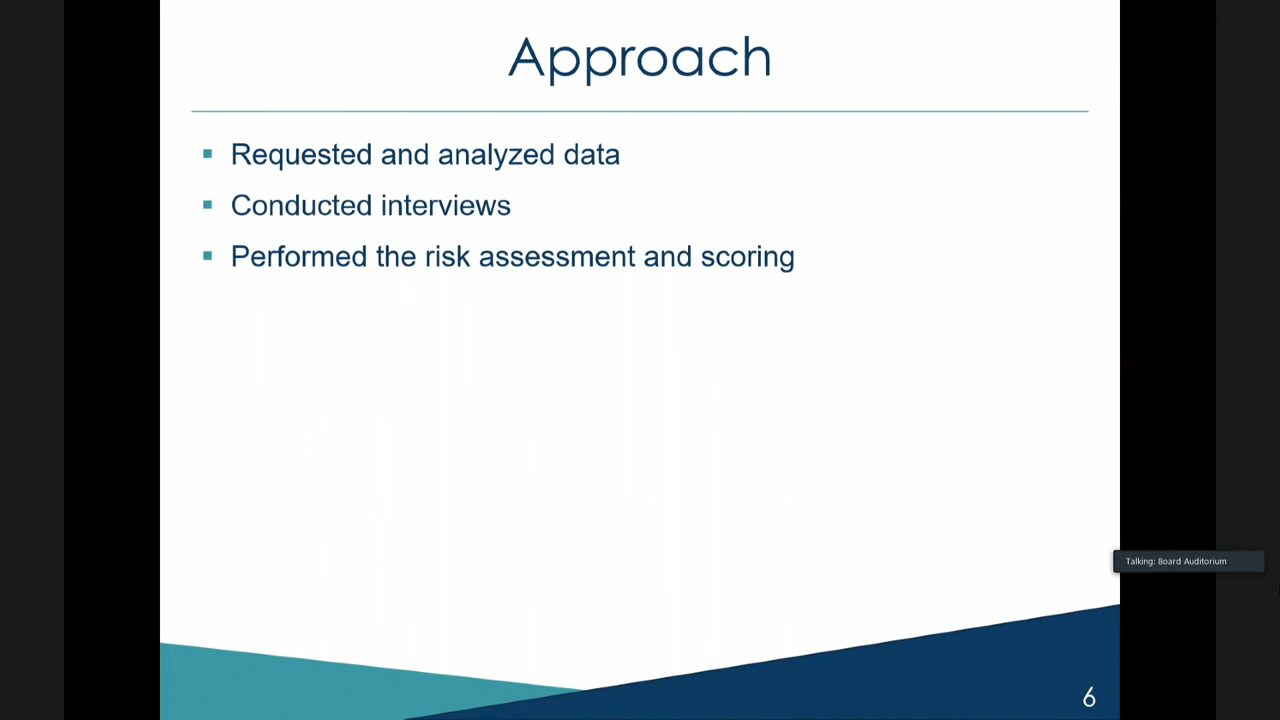 Approach
Requested and analyzed data
Conducted interviews
Performed the risk assessment and scoring
Talking: Board Auditorium
6